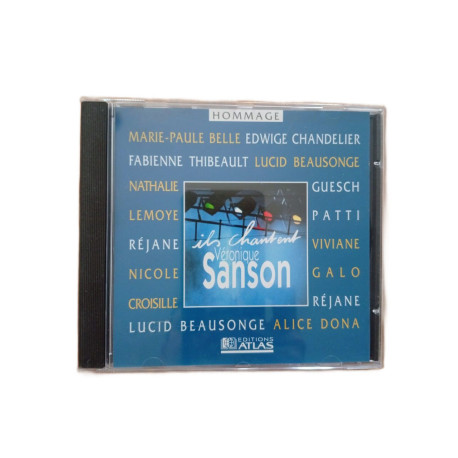 HOMMAGE
MARIE-PAULE BELLE EDWIGE CHANDELIER
FABIENNE THIBEAULT LUCID BEAUSONGE
NATHALIE GUESCH
LEMOYE PATTI
RÉJANE VIVIANE
NICOLE GALO
CROISILLE RÉJANE
ils chantent
Véronique
Sanson
LUCID BEAUSONGE ALICE DONA
EDITIONS
ATLAS